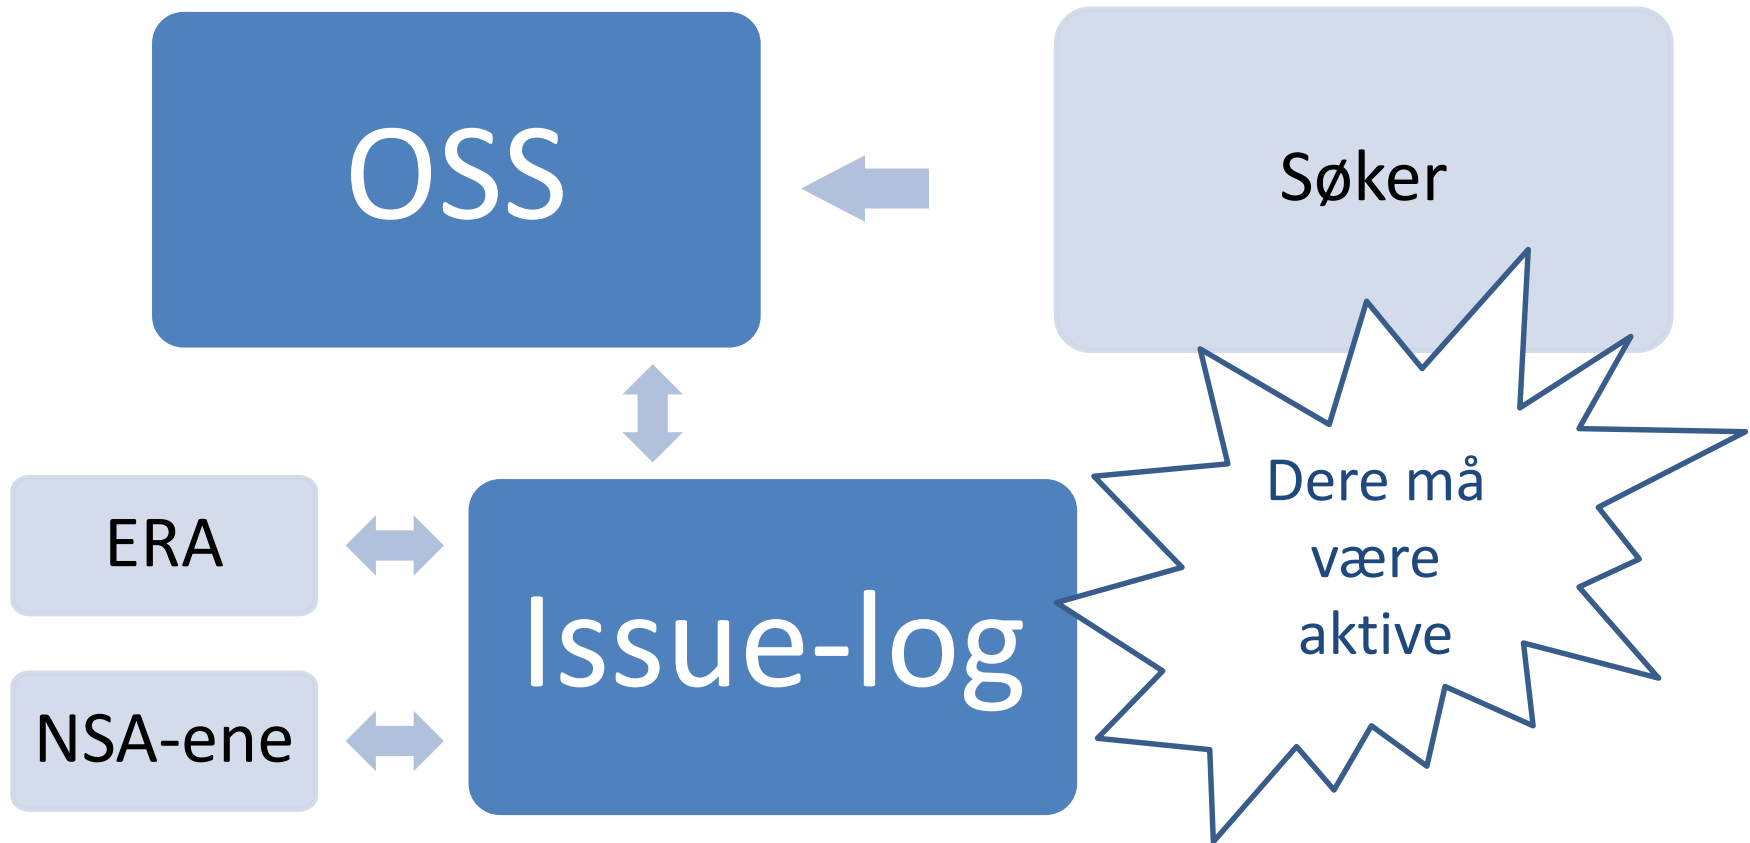 OSS
Søker
ERA
NSA-ene
Issue-log
Dere må
være
aktive